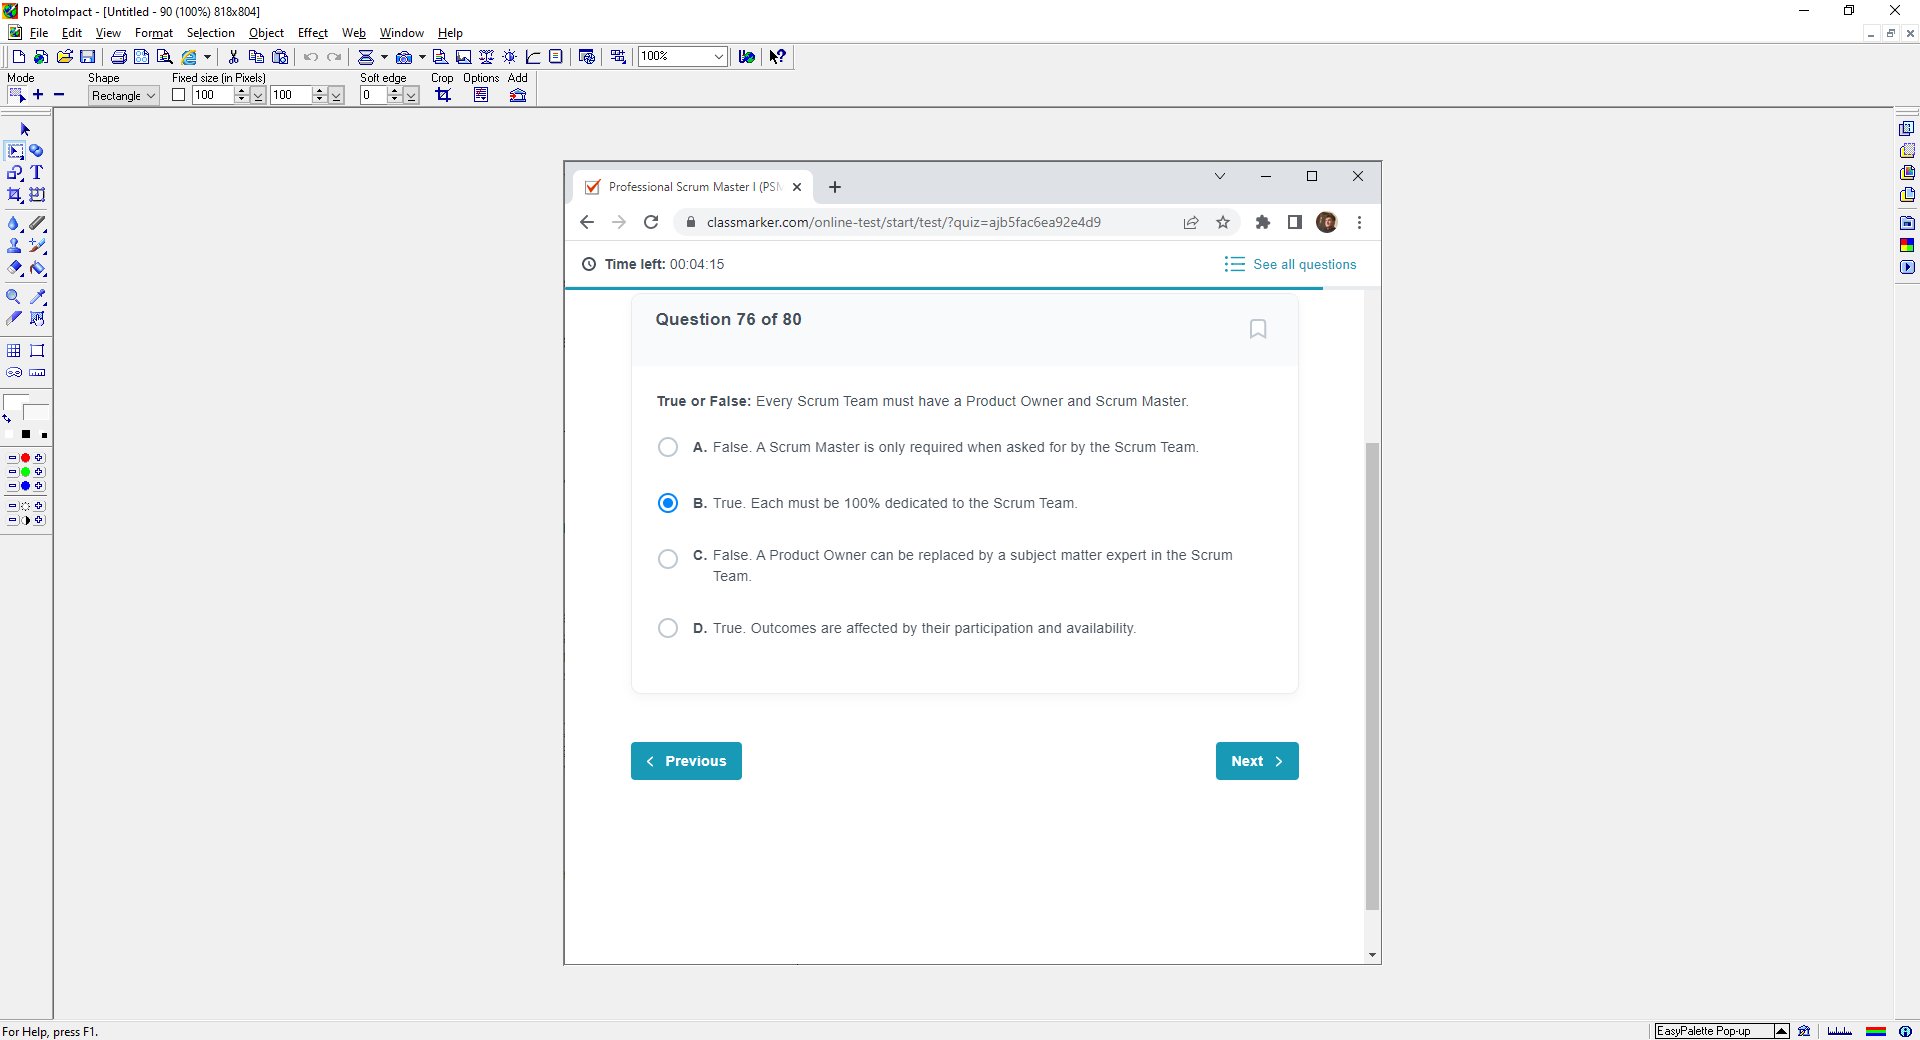 PhotoImpact - [Untitled - 90 (100%) 818x804]
File Edit View Format Selection Object Effect Web Window Help
100%
Mode Shape Fixed size (in Pixels) Soft edge Crop Options Add
Rectangle 100 100 0
Professional Scrum Master I (PSM
classmarker.com/online-test/start/test/?quiz=ajb5fac6ea92e4d9
Time left: 00:04:15 See all questions
Question 76 of 80
True or False: Every Scrum Team must have a Product Owner and Scrum Master.
A. False. A Scrum Master is only required when asked for by the Scrum Team.
B. True. Each must be 100% dedicated to the Scrum Team.
C. False. A Product Owner can be replaced by a subject matter expert in the Scrum
Team.
D. True. Outcomes are affected by their participation and availability.
Previous Next
For Help, press F1. EasyPalette Pop-up